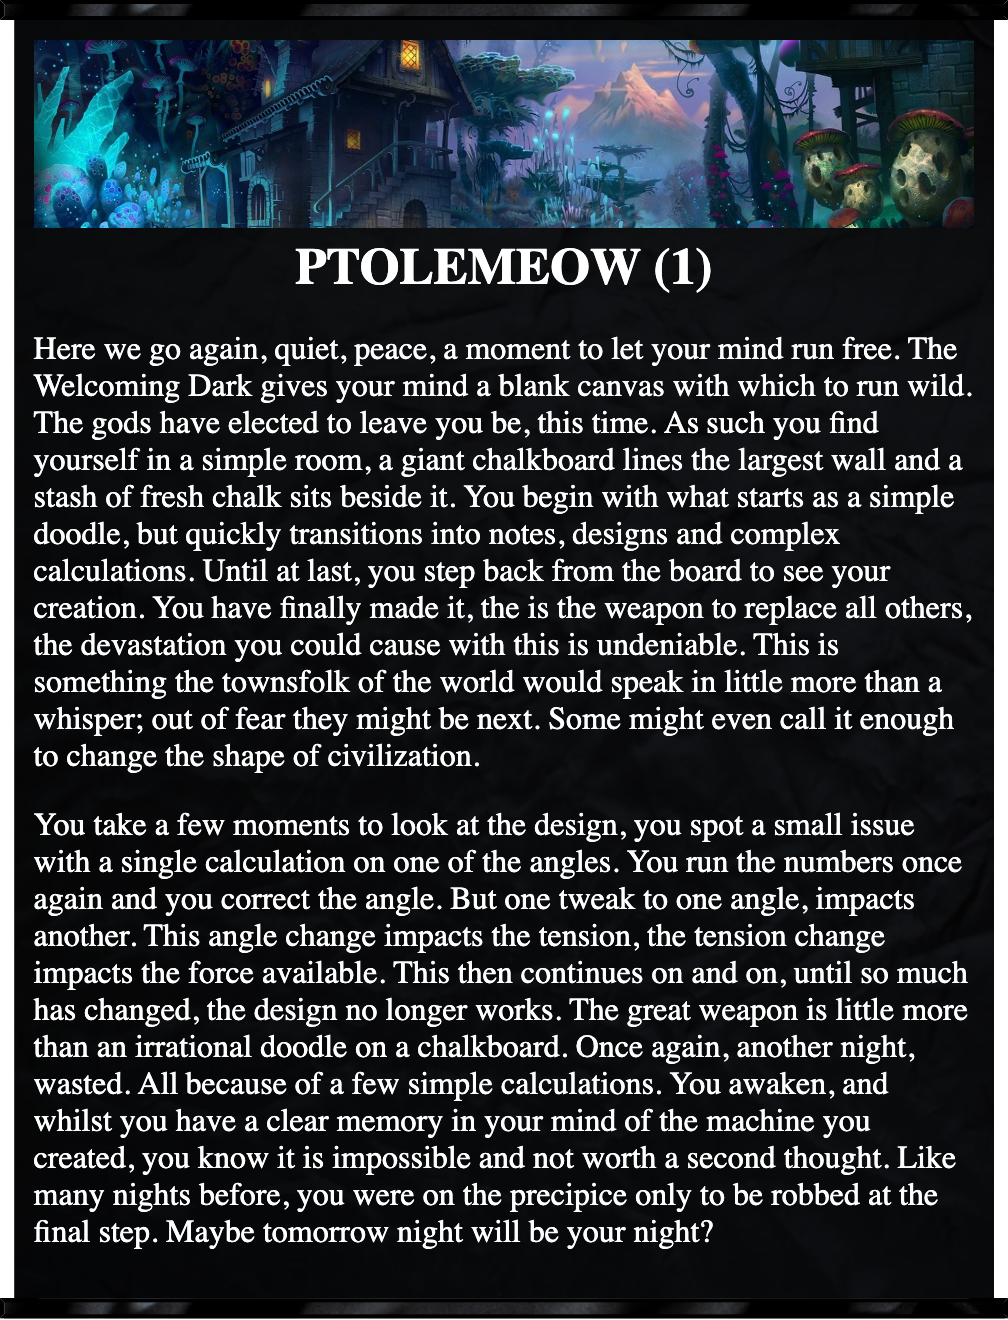 PTOLEMEOW (1)
Here we go again, quiet, peace, a moment to let your mind run free. The
Welcoming Dark gives your mind a blank canvas with which to run wild.
The gods have elected to leave you be, this time. As such you find
yourself in a simple room, a giant chalkboard lines the largest wall and a
stash of fresh chalk sits beside it. You begin with what starts as a simple
doodle, but quickly transitions into notes, designs and complex
calculations. Until at last, you step back from the board to see your
creation. You have finally made it, the is the weapon to replace all others,
the devastation you could cause with this is undeniable. This is
something the townsfolk of the world would speak in little more than a
whisper; out of fear they might be next. Some might even call it enough
to change the shape of civilization.
You take a few moments to look at the design, you spot a small issue
with a single calculation on one of the angles. You run the numbers once
again and you correct the angle. But one tweak to one angle, impacts
another. This angle change impacts the tension, the tension change
impacts the force available. This then continues on and on, until so much
has changed, the design no longer works. The great weapon is little more
than an irrational doodle on a chalkboard. Once again, another night,
wasted. All because of a few simple calculations. You awaken, and
whilst you have a clear memory in your mind of the machine you
created, you know it is impossible and not worth a second thought. Like
many nights before, you were on the precipice only to be robbed at the
final step. Maybe tomorrow night will be your night?